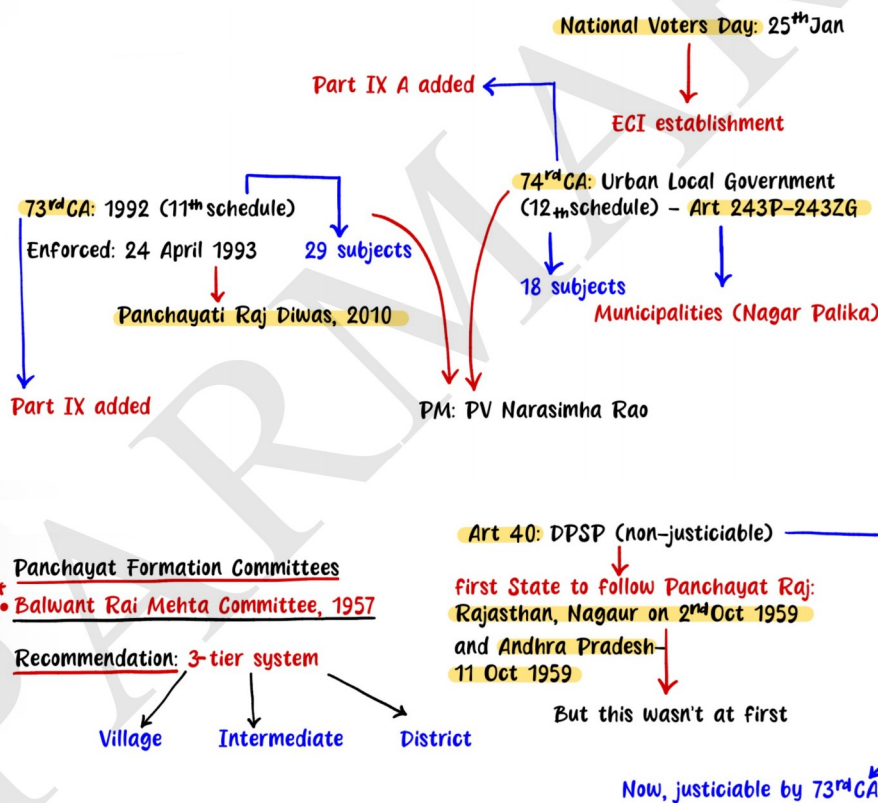 National Voters Day: 25th Jan
Part IX A added
ECI establishment
74rd CA: Urban Local Government
(12th schedule) – Art 243P–243ZG
73rd CA: 1992 (11th schedule)
Enforced: 24 April 1993
29 subjects
18 subjects
Panchayati Raj Diwas, 2010
Municipalities (Nagar Palika)
Part IX added
PM: PV Narasimha Rao
Art 40: DPSP (non-justiciable)
Panchayat Formation Committees
first State to follow Panchayat Raj:
• Balwant Rai Mehta Committee, 1957
Rajasthan, Nagaur on 2nd Oct 1959
and Andhra Pradesh–
11 Oct 1959
Recommendation: 3-tier system
But this wasn't at first
Village Intermediate District
Now, justiciable by 73rd CA
PARMAR